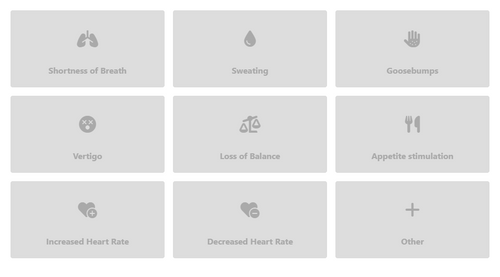 Shortness of Breath
Sweating
Goosebumps
Vertigo
Loss of Balance
Appetite stimulation
Increased Heart Rate
Decreased Heart Rate
Other